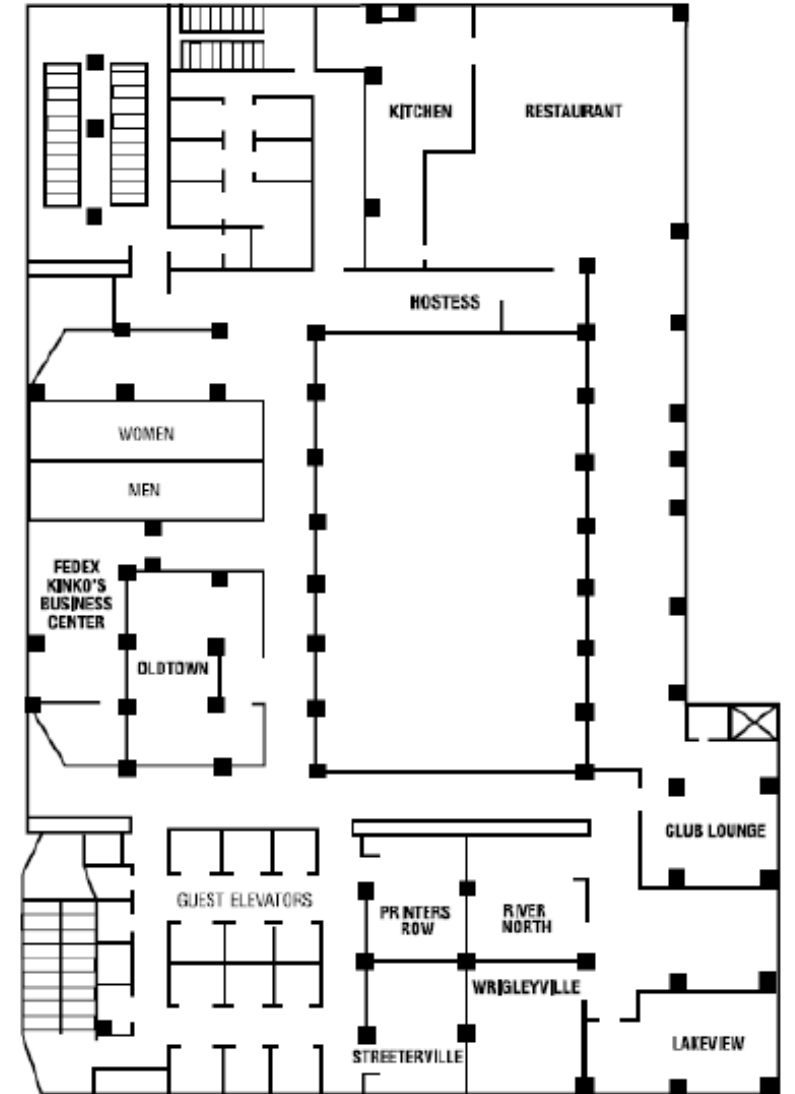 KITCHEN
RESTAURANT
HOSTESS
WOMEN
MEN
FEDEX
KINKO'S
BUSINESS
CENTER
OLDTOWN
CLUB LOUNGE
GUEST ELEVATORS
PRINTERS
ROW
RIVER
NORTH
WRIGLEYVILLE
STREETERVILLE
LAKEVIEW